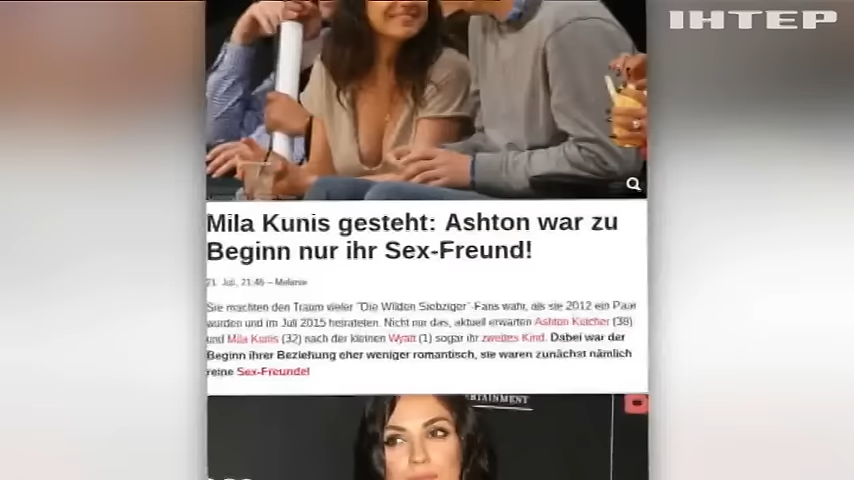 ІНТЕР
Mila Kunis gesteht: Ashton war zu
Beginn nur ihr Sex-Freund!
21. Juli, 21:46 – Melanie
Sie machten den Traum vieler "Die Wilden Siebziger"-Fans wahr, als sie 2012 ein Paar
wurden und im Juli 2015 heirateten. Nicht nur das, aktuell erwarten Ashton Kutcher (38)
und Mila Kunis (32) nach der kleinen Wyatt (1) sogar ihr zweites Kind. Dabei war der
Beginn ihrer Beziehung eher weniger romantisch, sie waren zunächst nämlich
reine Sex-Freunde!
ERTAINMENT